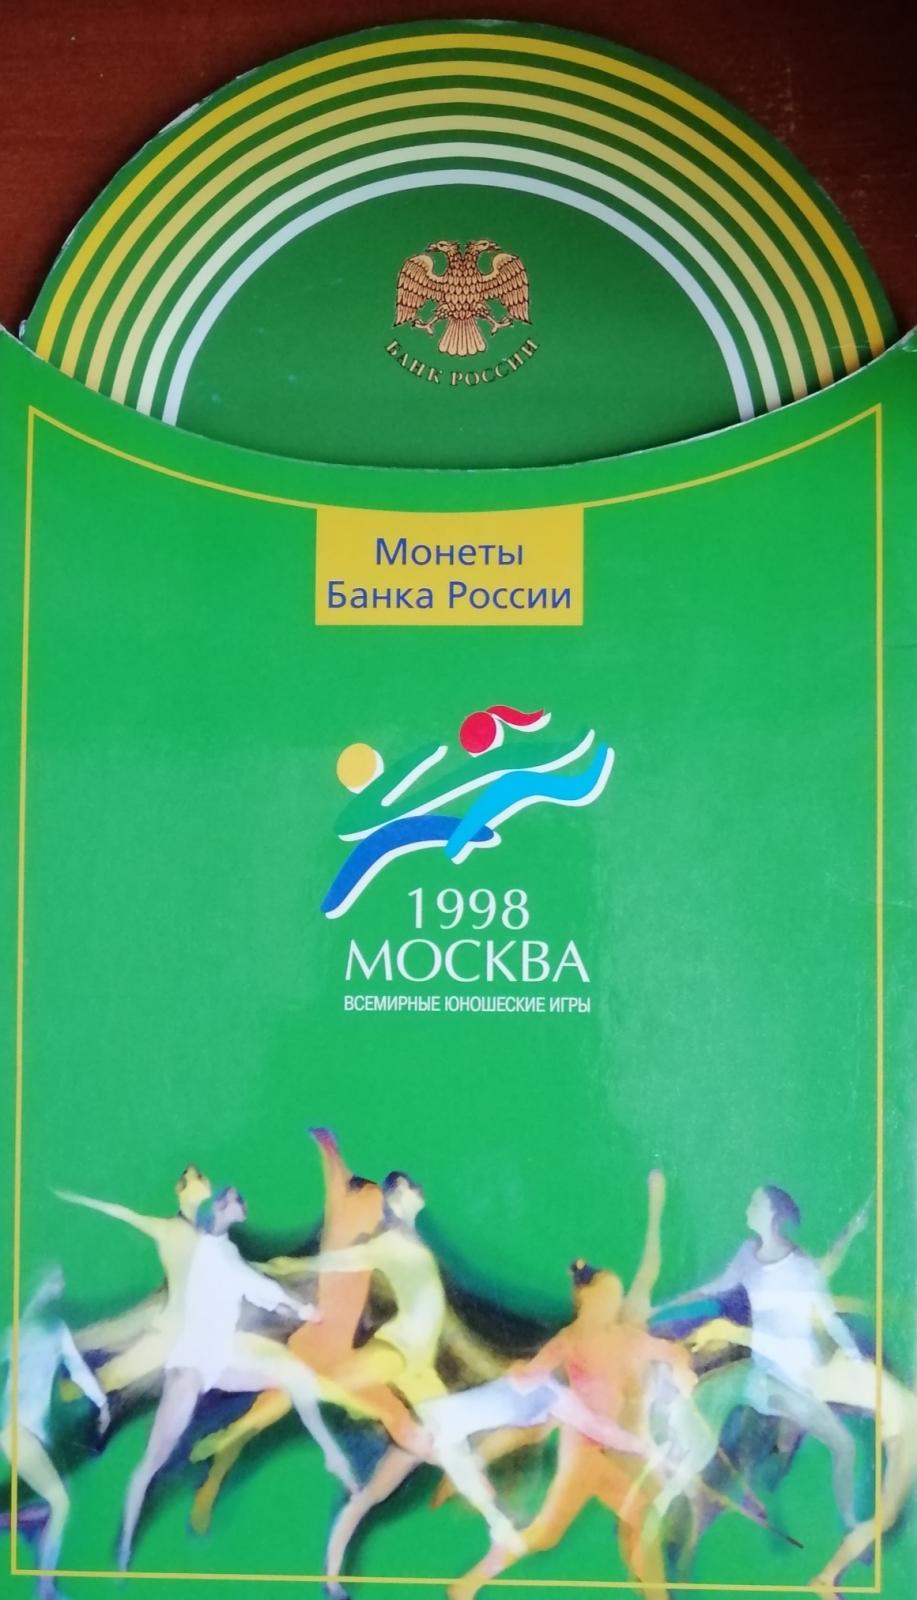 БАНК РОССИИ
Монеты
Банка России
1998
МОСКВА
ВСЕМИРНЫЕ ЮНОШЕСКИЕ ИГРЫ